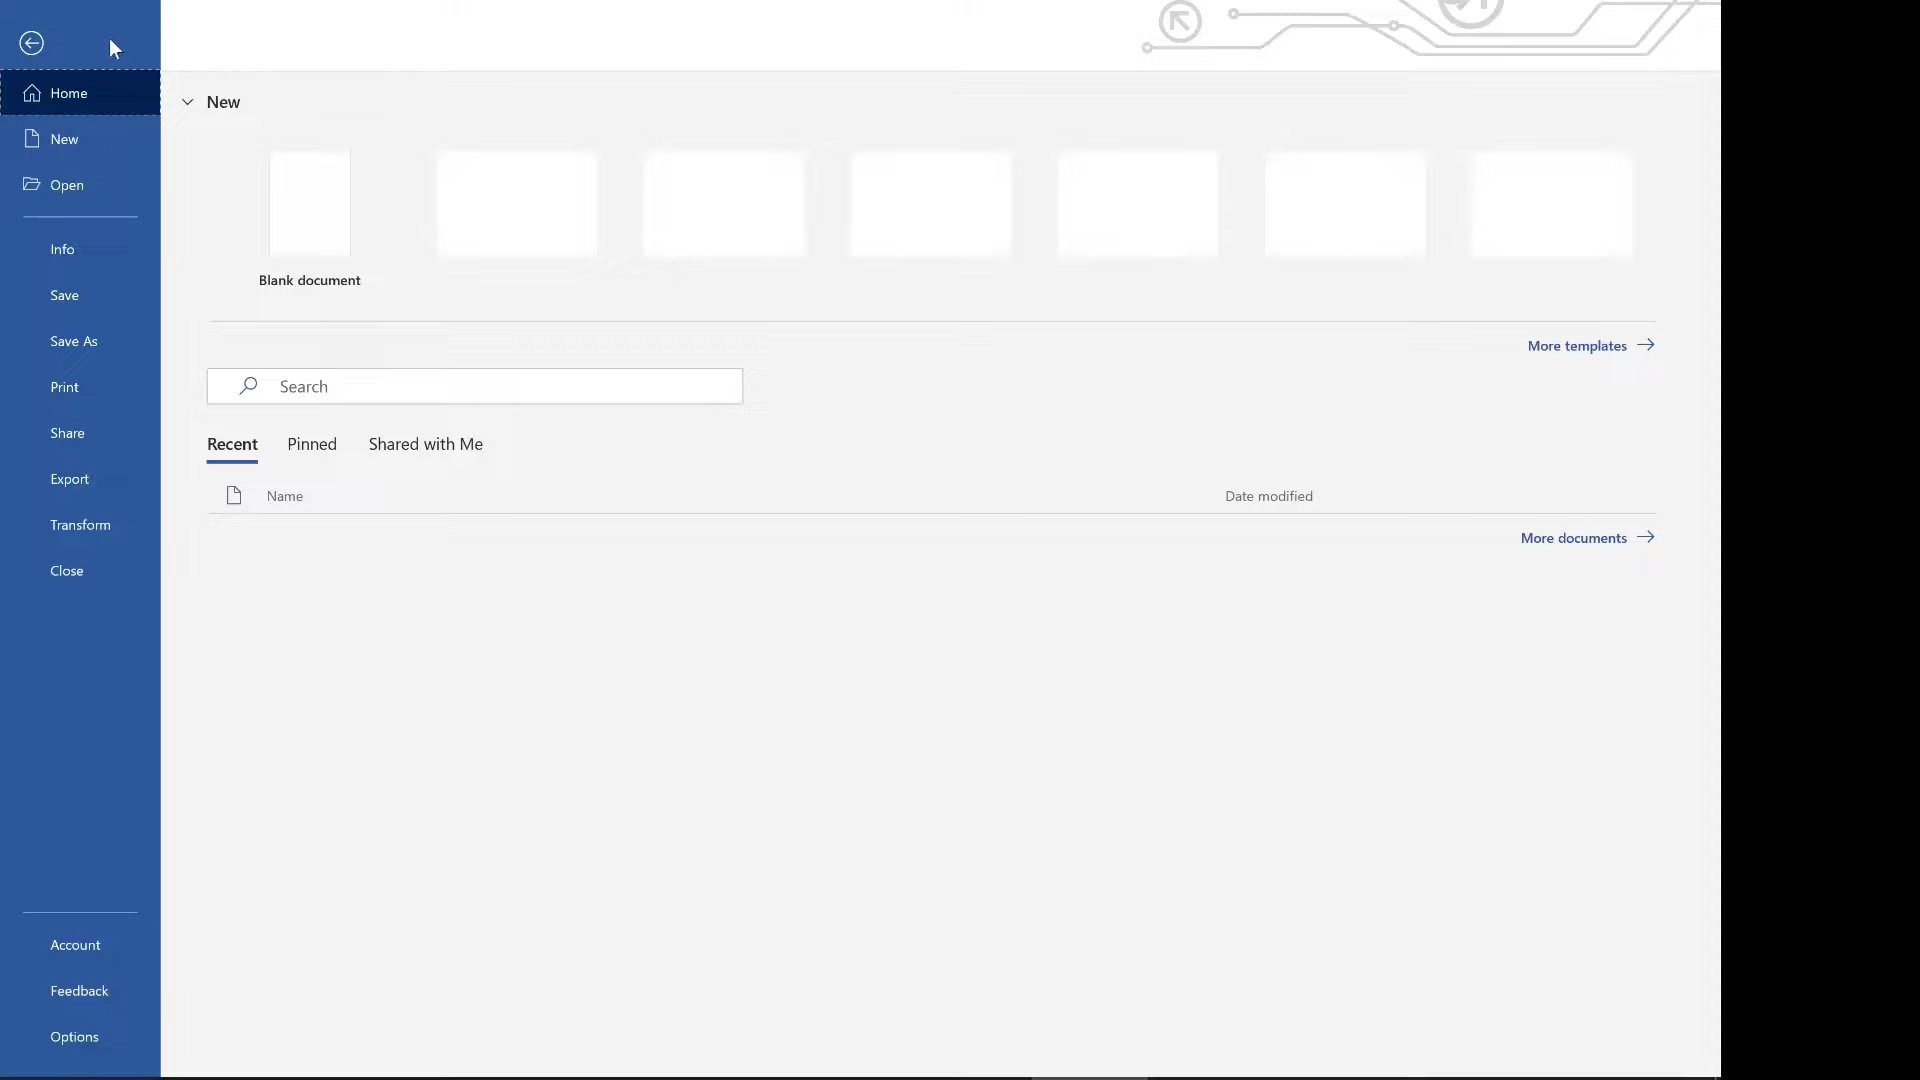 Home
New
Open
Info
Save
Save As
Print
Share
Export
Transform
Close
Account
Feedback
Options
New
Blank document
More templates
Search
Recent Pinned Shared with Me
Name Date modified
More documents